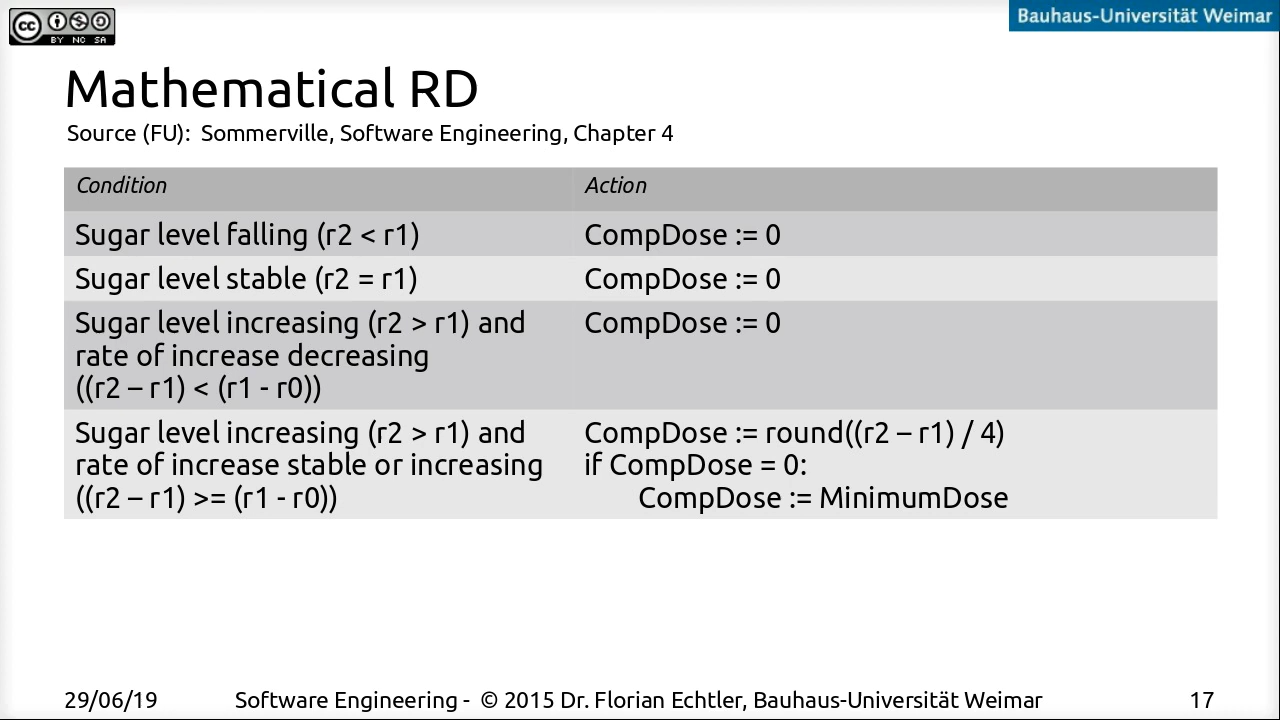 cc BY NC SA
Bauhaus-Universität Weimar
Mathematical RD
Source (FU): Sommerville, Software Engineering, Chapter 4
Condition
Action
Sugar level falling (r2 < r1)
CompDose := 0
Sugar level stable (r2 = r1)
CompDose := 0
Sugar level increasing (r2 > r1) and
rate of increase decreasing
((r2 – r1) < (r1 - r0))
CompDose := 0
Sugar level increasing (r2 > r1) and
rate of increase stable or increasing
((r2 – r1) >= (r1 - r0))
CompDose := round((r2 – r1) / 4)
if CompDose = 0:
CompDose := MinimumDose
29/06/19
Software Engineering - © 2015 Dr. Florian Echtler, Bauhaus-Universität Weimar
17